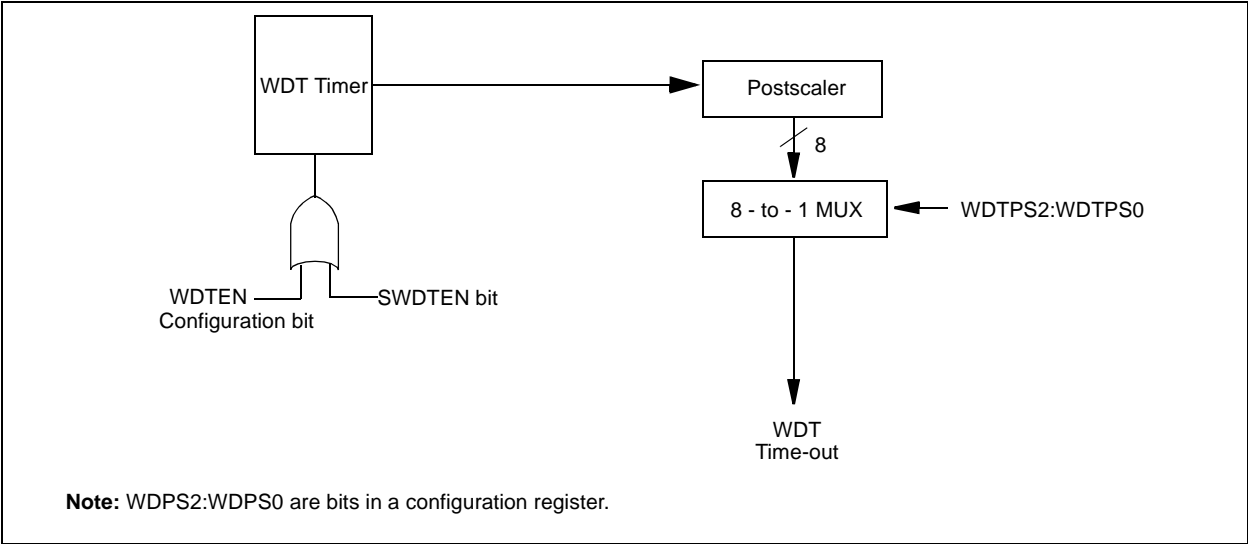 WDT Timer
Postscaler
8
8 - to - 1 MUX
WDTPS2:WDTPS0
WDTEN
Configuration bit
SWDTEN bit
WDT
Time-out
Note: WDPS2:WDPS0 are bits in a configuration register.